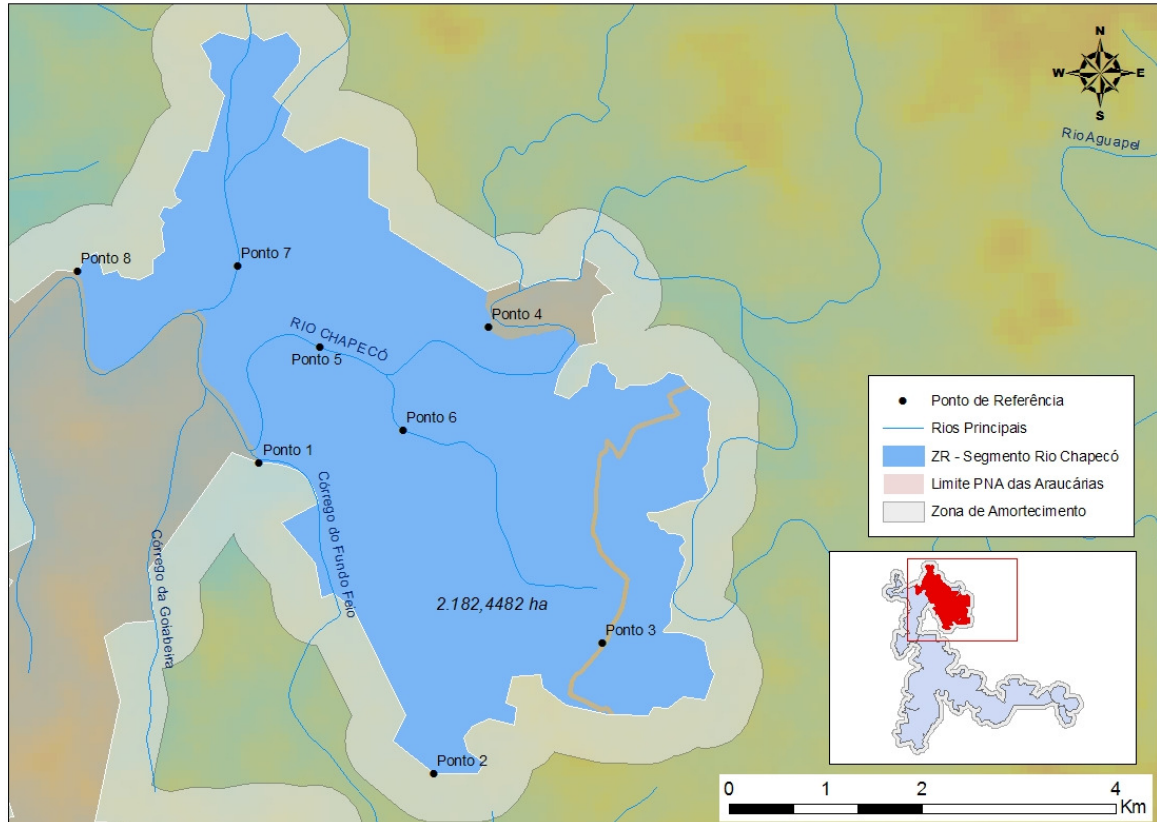 N
W
E
S
Rio Aguapel
Ponto 8
Ponto 7
Ponto 4
RIO CHAPECÓ
Ponto 5
Ponto 6
Ponto 1
Córrego do Fundo Feio
Córrego da Goiabeira
2.182,4482 ha
Ponto 3
Ponto 2
Ponto de Referência
Rios Principais
ZR - Segmento Rio Chapecó
Limite PNA das Araucárias
Zona de Amortecimento
0 1 2 4
Km